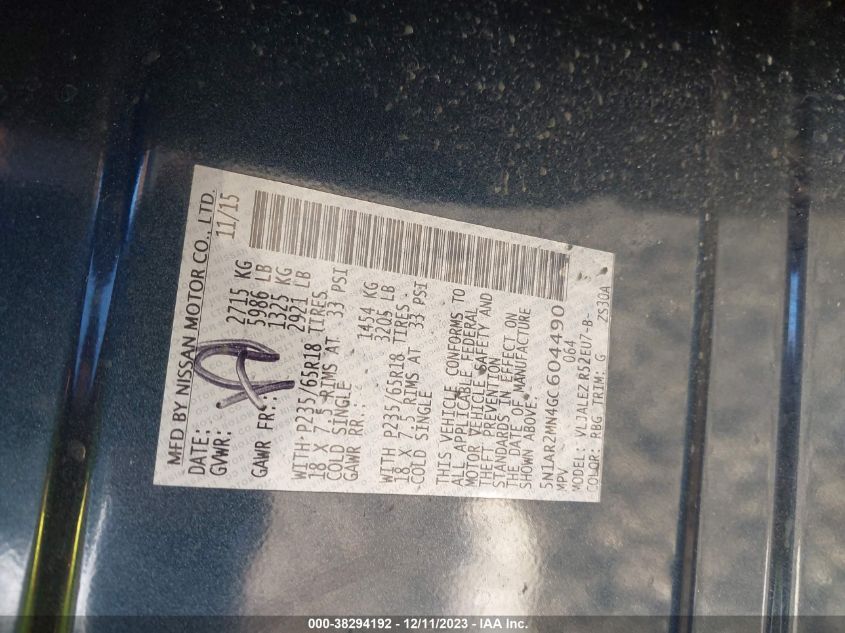 MFD BY NISSAN MOTOR CO., LTD.
DATE: 11/15
GVWR: 2715 KG
5986 LB
GAWR FR.: 1325 KG
2921 LB
WITH P235/65R18 TIRES
18 X 7.5 RIMS AT 33 PSI
COLD SINGLE
GAWR RR.: 1454 KG
3205 LB
WITH P235/65R18 TIRES
18 X 7.5 RIMS AT 33 PSI
COLD SINGLE
THIS VEHICLE CONFORMS TO
ALL APPLICABLE FEDERAL
MOTOR VEHICLE SAFETY AND
THEFT PREVENTION
STANDARDS IN EFFECT ON
THE DATE OF MANUFACTURE
SHOWN ABOVE.
5N1AR2MN4GC604490
MPV 064
MODEL: VLJALEZ R52EU7-B-
COLOR: RBG TRIM: G ZS30A
000-38294192 - 12/11/2023 - IAA Inc.